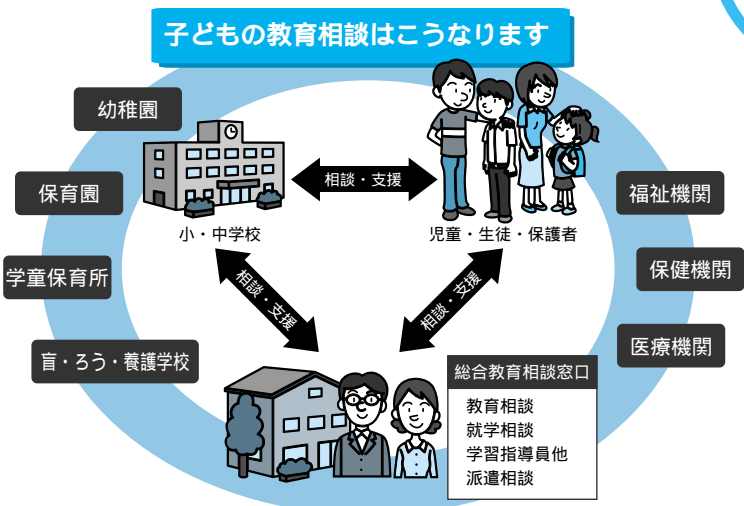 子どもの教育相談はこうなります
幼稚園
保育園
学童保育所
盲・ろう・養護学校
小・中学校
相談・支援
児童・生徒・保護者
福祉機関
保健機関
医療機関
相談・支援
相談・支援
総合教育相談窓口
教育相談
就学相談
学習指導員他
派遣相談